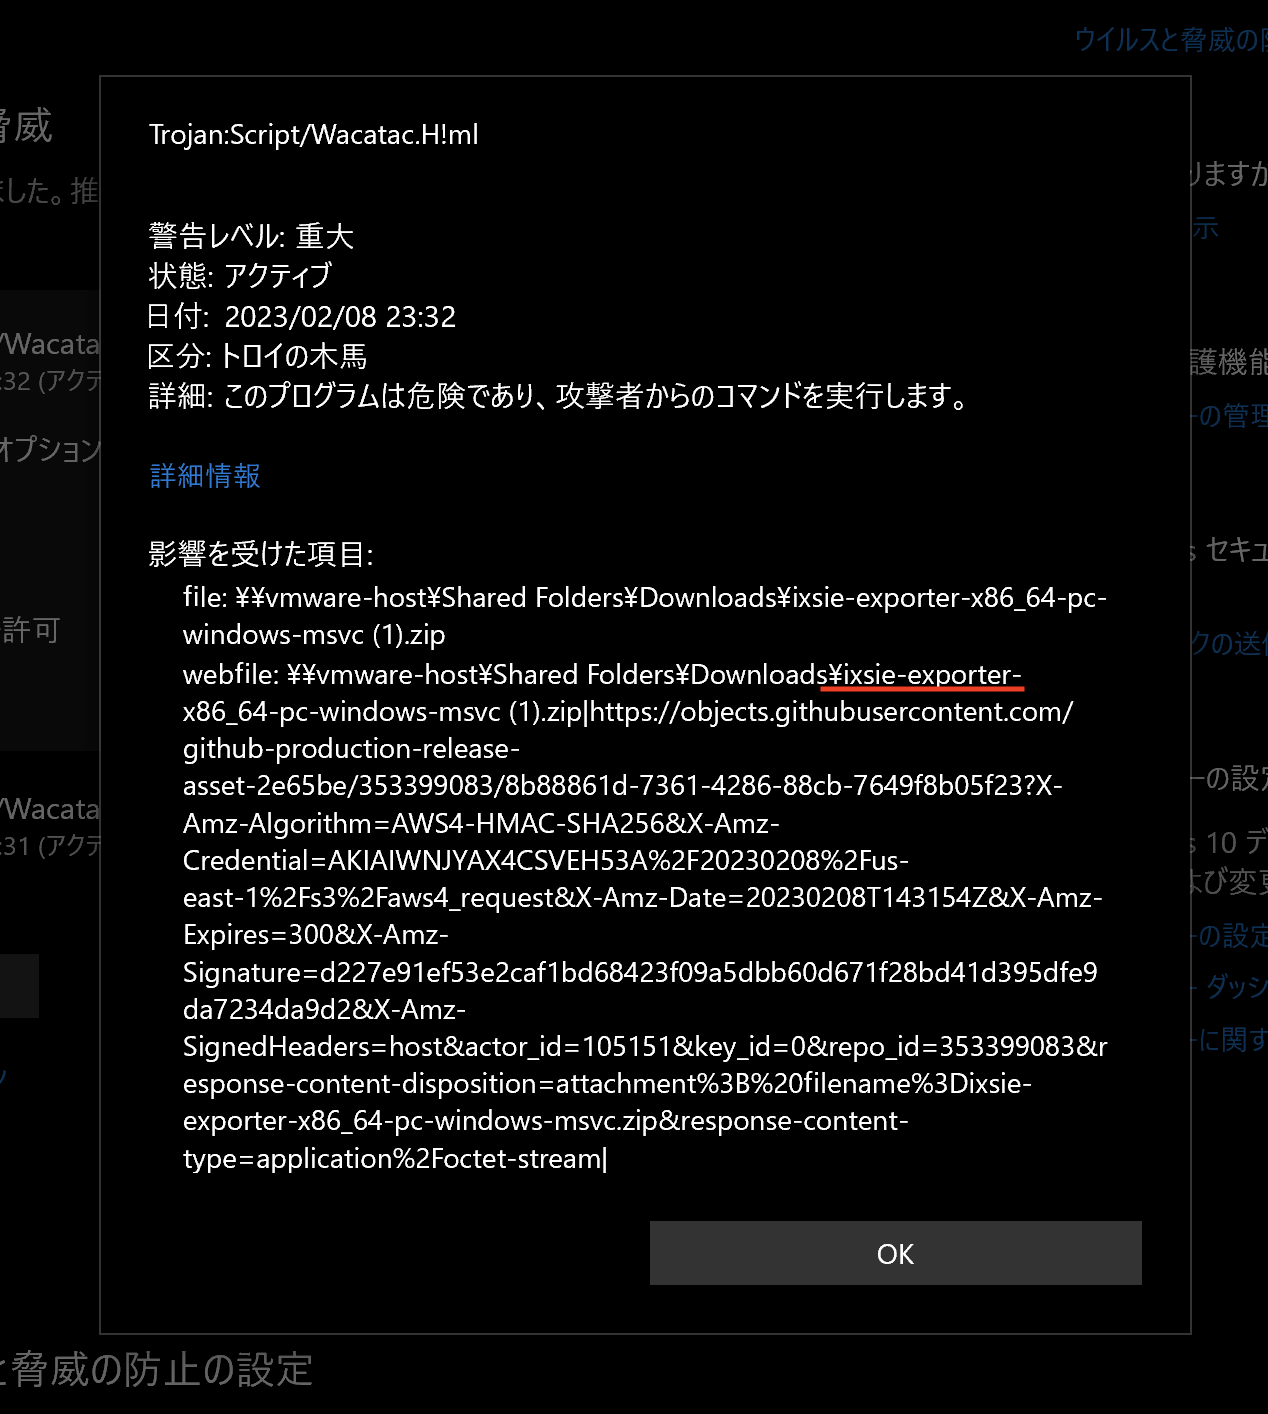 ウイルスと脅威の
脅威
ました。推
りますか
示
Trojan:Script/Wacatac.H!ml
警告レベル: 重大
状態: アクティブ
日付: 2023/02/08 23:32
区分: トロイの木馬
詳細: このプログラムは危険であり、攻撃者からのコマンドを実行します。
/Wacata
:32 (アクテ
護機能
ーの管理
オプション
詳細情報
影響を受けた項目:
s セキュ
file: ¥¥vmware-host¥Shared Folders¥Downloads¥ixsie-exporter-x86_64-pc-
windows-msvc (1).zip
許可
クの送信
webfile: ¥¥vmware-host¥Shared Folders¥Downloads¥ixsie-exporter-
x86_64-pc-windows-msvc (1).zip|https://objects.githubusercontent.com/
github-production-release-
asset-2e65be/353399083/8b88861d-7361-4286-88cb-7649f8b05f23?X-
Amz-Algorithm=AWS4-HMAC-SHA256&X-Amz-
Credential=AKIAIWNJYAX4CSVEH53A%2F20230208%2Fus-
east-1%2Fs3%2Faws4_request&X-Amz-Date=20230208T143154Z&X-Amz-
Expires=300&X-Amz-
Signature=d227e91ef53e2caf1bd68423f09a5dbb60d671f28bd41d395dfe9
da7234da9d2&X-Amz-
SignedHeaders=host&actor_id=105151&key_id=0&repo_id=353399083&r
esponse-content-disposition=attachment%3B%20filename%3Dixsie-
exporter-x86_64-pc-windows-msvc.zip&response-content-
type=application%2Foctet-stream|
/Wacata
:31 (アクテ
ーの設定
s 10 デ
よび変更
ーの設定
ー ダッシ
ーに関す
OK
と脅威の防止の設定